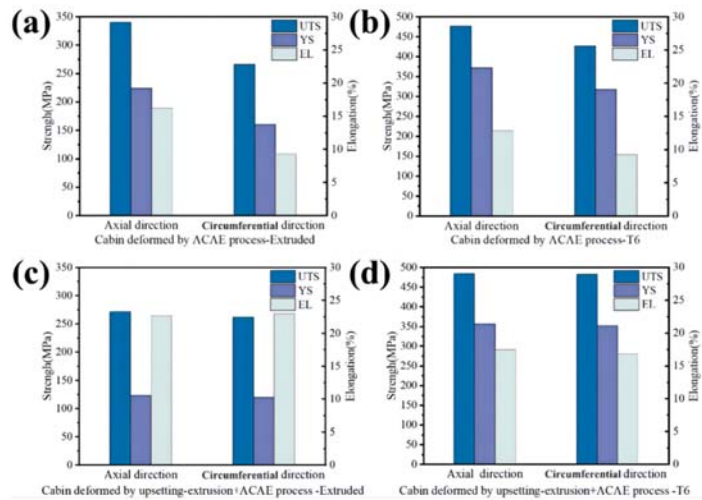 (a)
350
300
250
200
150
100
50
0
Strengh(MPa)
UTS
YS
EL
30
25
20
15
10
5
0
Elongation(%)
Axial direction
Circumferential direction
Cabin deformed by ACAE process-Extruded
(b)
500
450
400
350
300
250
200
150
100
50
0
Strengh(MPa)
UTS
YS
EL
30
25
20
15
10
5
0
Elongation(%)
Axial direction
Circumferential direction
Cabin deformed by ACAE process-T6
(c)
350
300
250
200
150
100
50
0
Strengh(MPa)
UTS
YS
EL
30
25
20
15
10
5
0
Elongation(%)
Axial direction
Circumferential direction
Cabin deformed by upsetting-extrusion+ACAE process -Extruded
(d)
500
450
400
350
300
250
200
150
100
50
0
Strengh(MPa)
UTS
YS
EL
30
25
20
15
10
5
0
Elongation(%)
Axial direction
Circumferential direction
Cabin deformed by upsetting-extrusion+ACAE process -T6